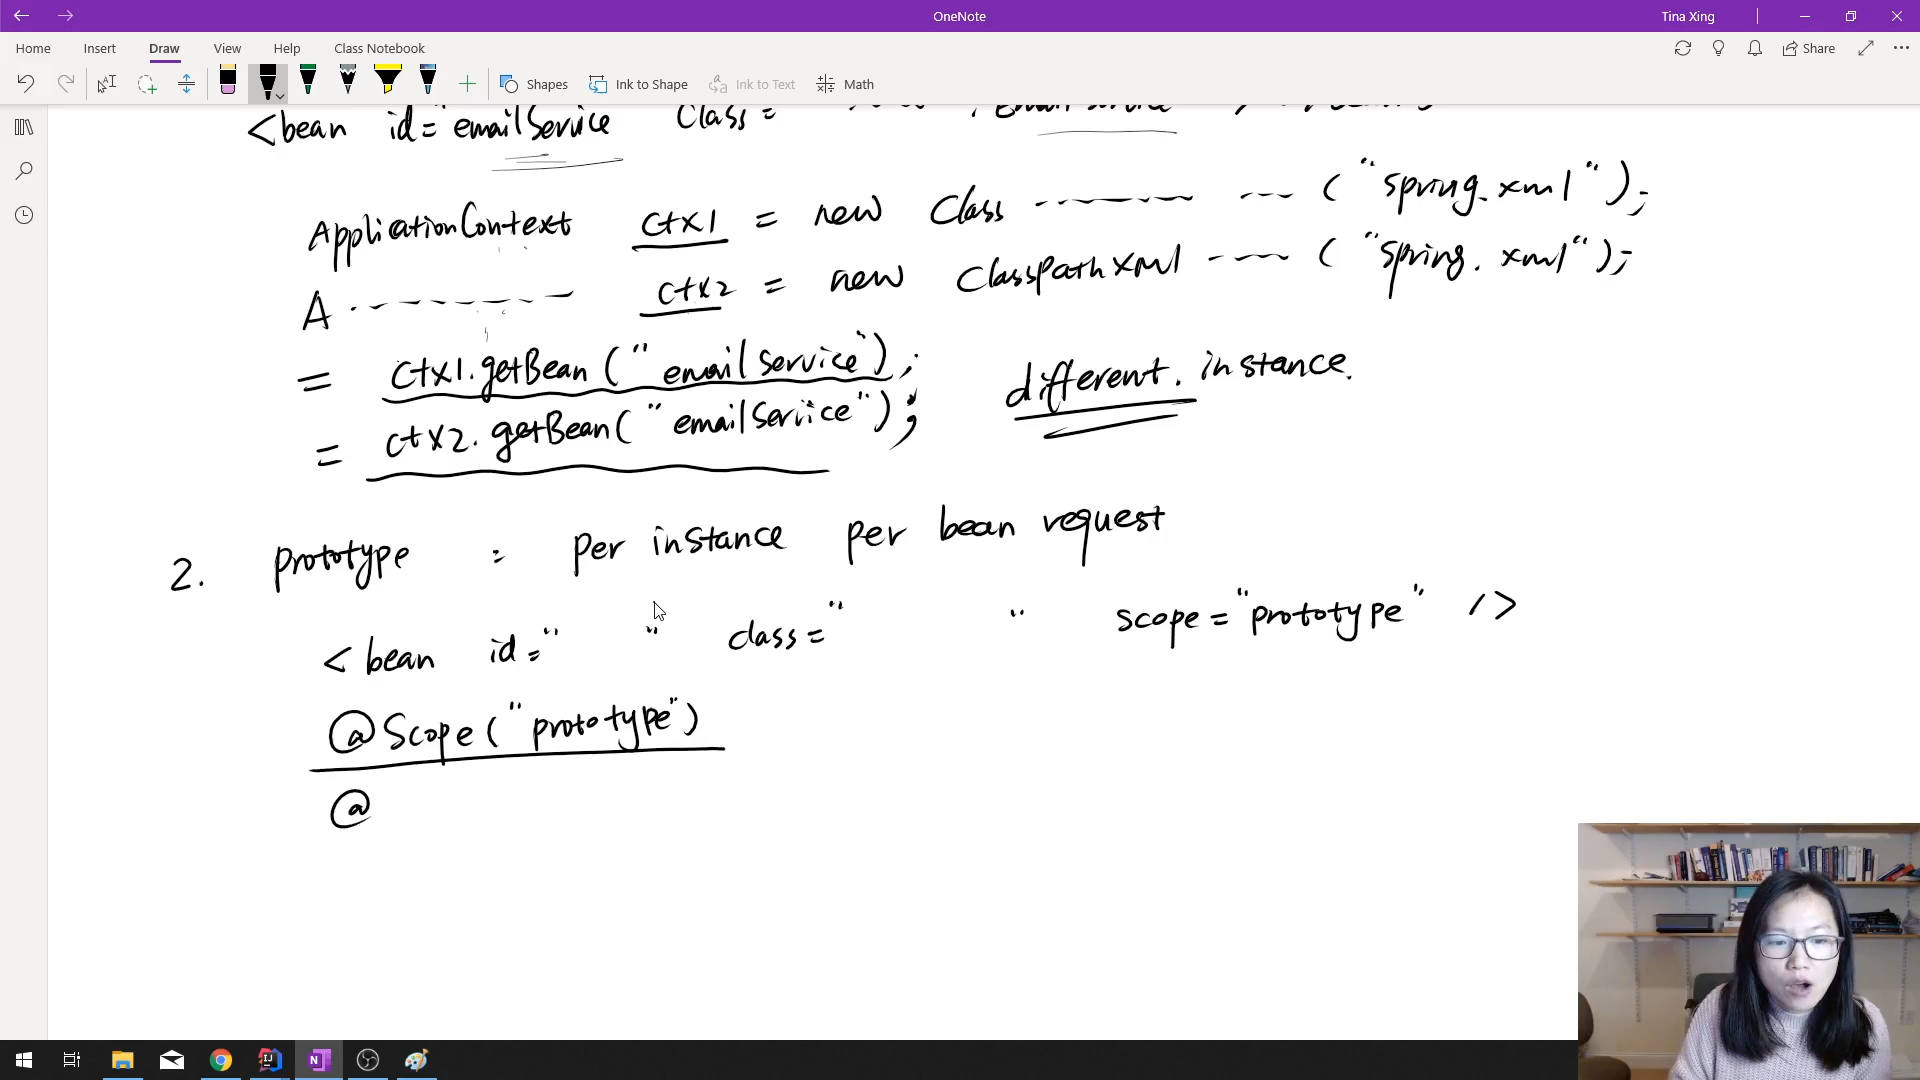 OneNote
Tina Xing
Home Insert Draw View Help Class Notebook
Share
Shapes Ink to Shape Ink to Text Math
<bean id= emailService Class =
ApplicationContext ctx1 = new Class ------- --- ("spring.xml");
A ---------- ctx2 = new ClassPathXml ---- ("spring.xml");
= ctx1.getBean("emailService");
= ctx2.getBean("emailService");
different. instance.
2. prototype : per instance per bean request
<bean id=" " class=" " scope="prototype" />
@Scope("prototype")
@